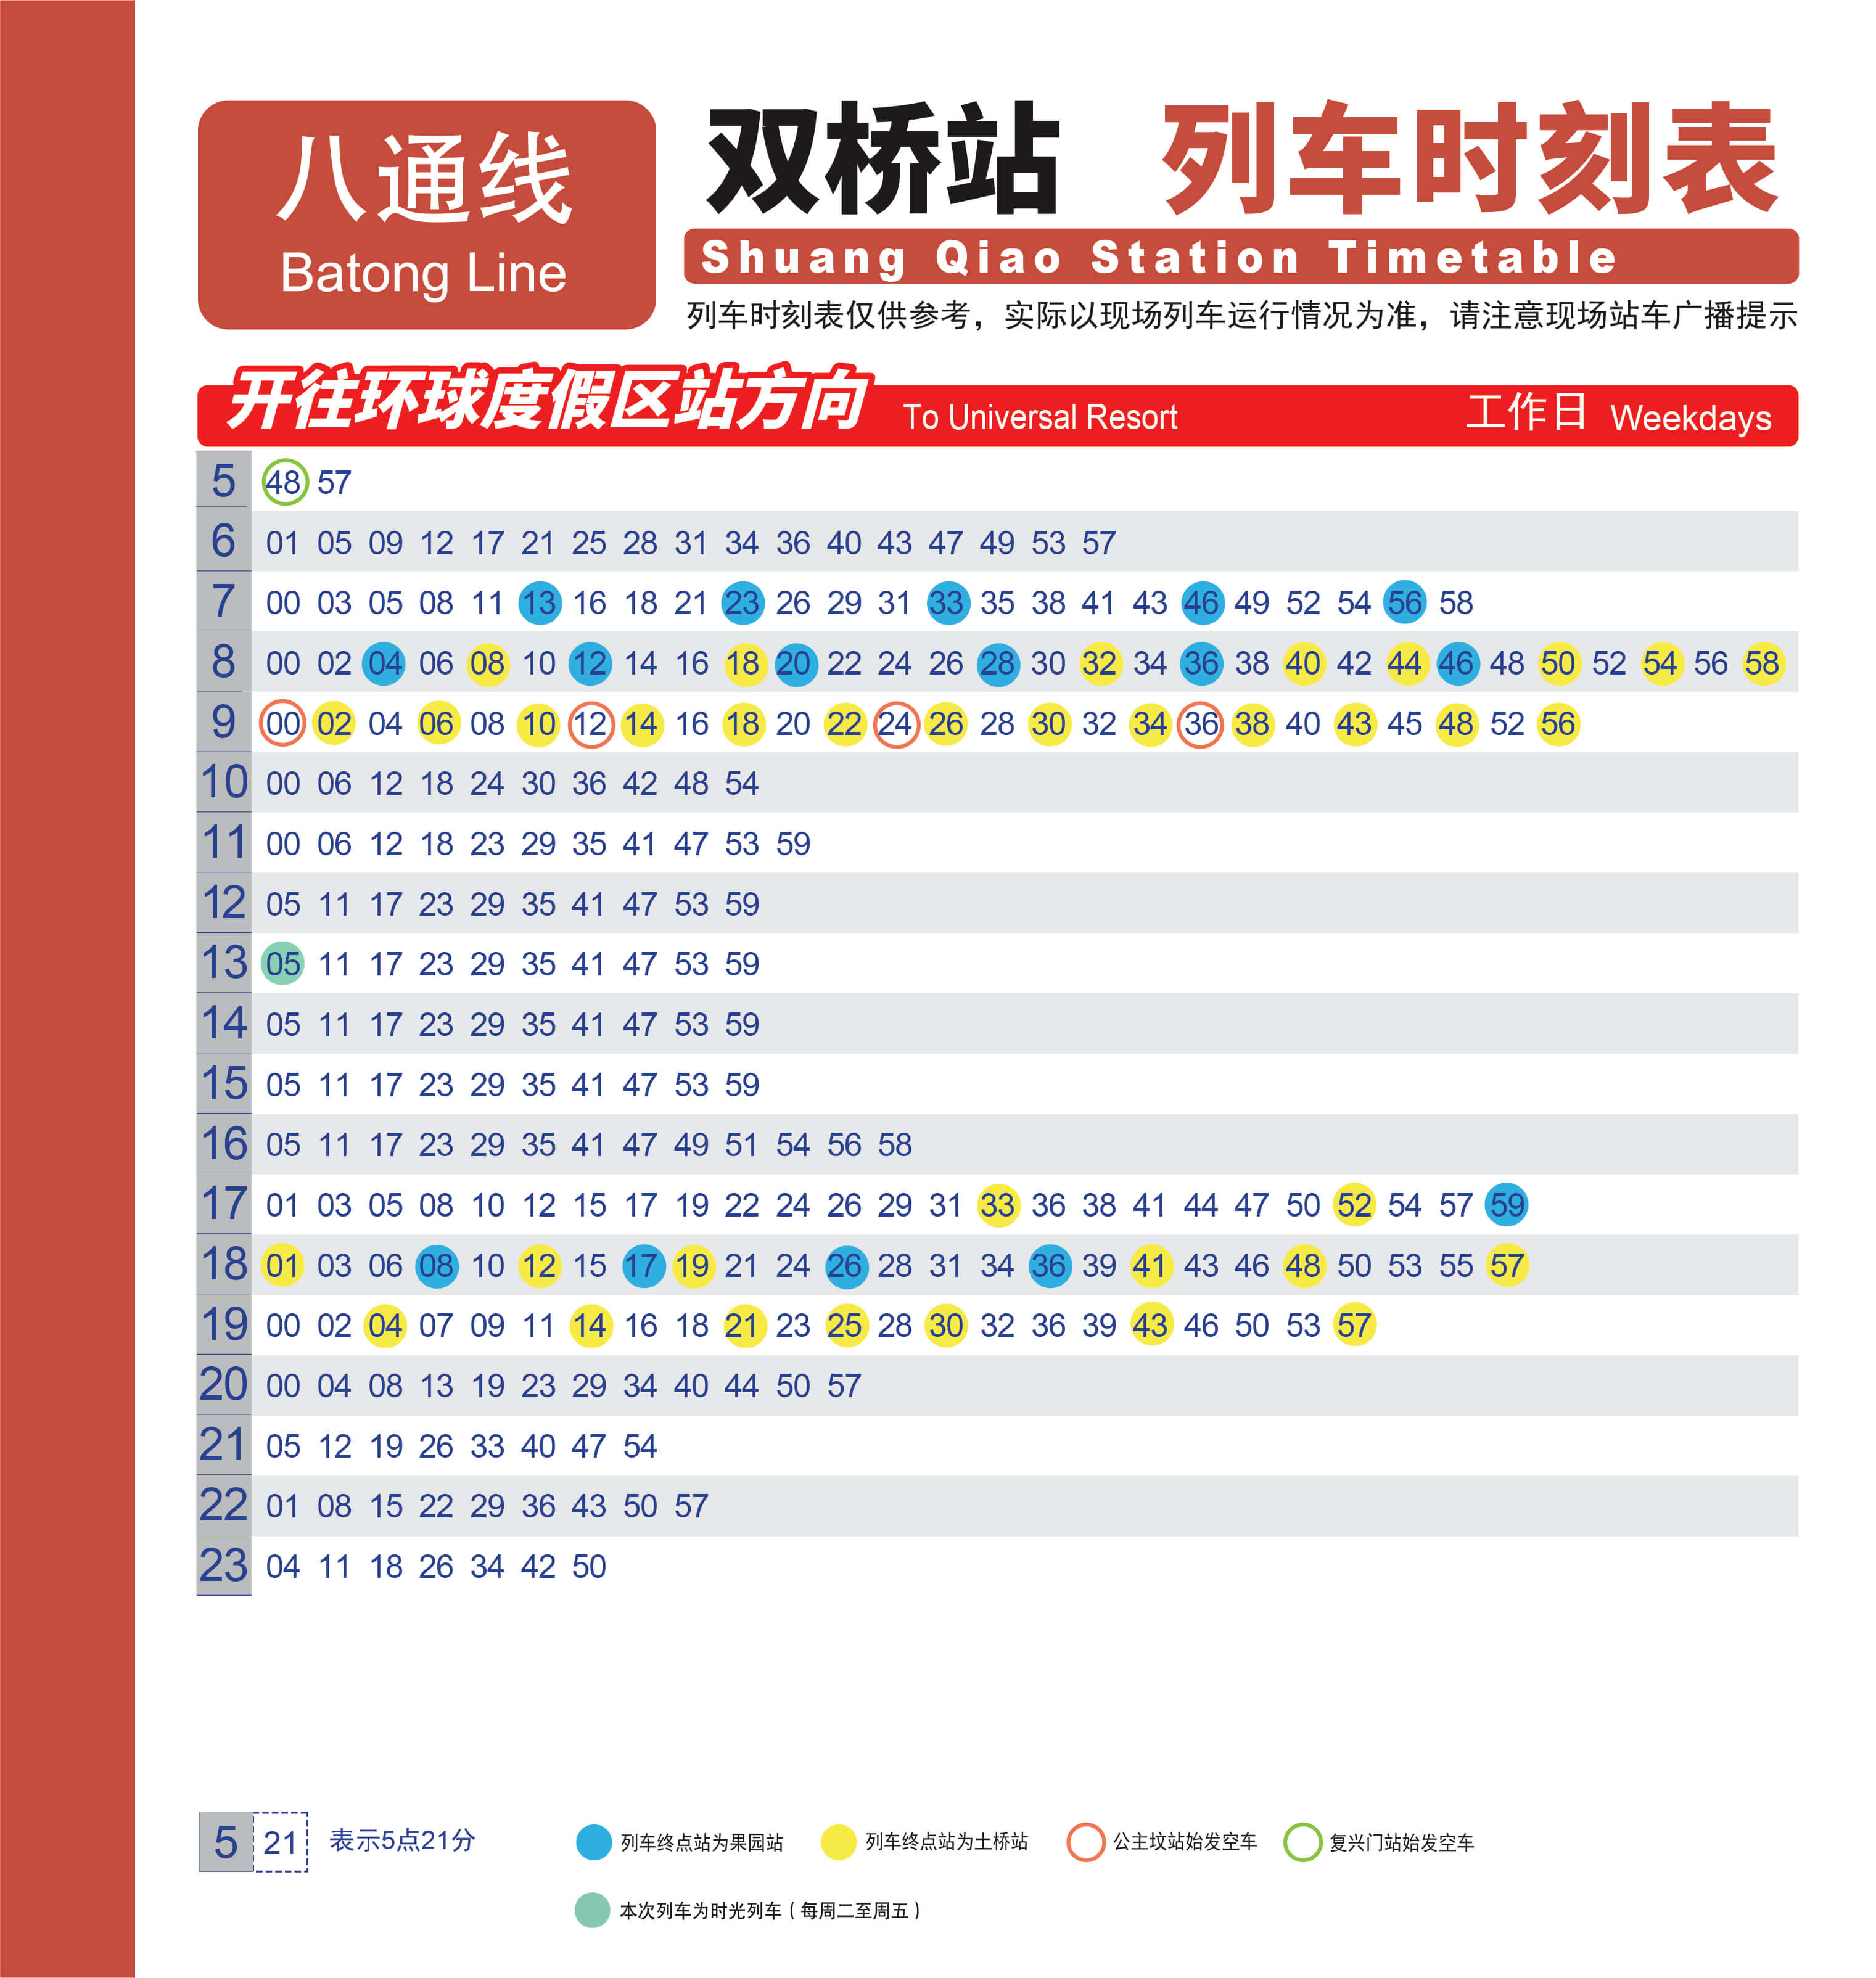 八通线
Batong Line
双桥站 列车时刻表
Shuang Qiao Station Timetable
列车时刻表仅供参考，实际以现场列车运行情况为准，请注意现场站车广播提示
开往环球度假区站方向 To Universal Resort 工作日 Weekdays
5 48 57
6 01 05 09 12 17 21 25 28 31 34 36 40 43 47 49 53 57
7 00 03 05 08 11 13 16 18 21 23 26 29 31 33 35 38 41 43 46 49 52 54 56 58
8 00 02 04 06 08 10 12 14 16 18 20 22 24 26 28 30 32 34 36 38 40 42 44 46 48 50 52 54 56 58
9 00 02 04 06 08 10 12 14 16 18 20 22 24 26 28 30 32 34 36 38 40 43 45 48 52 56
10 00 06 12 18 24 30 36 42 48 54
11 00 06 12 18 23 29 35 41 47 53 59
12 05 11 17 23 29 35 41 47 53 59
13 05 11 17 23 29 35 41 47 53 59
14 05 11 17 23 29 35 41 47 53 59
15 05 11 17 23 29 35 41 47 53 59
16 05 11 17 23 29 35 41 47 49 51 54 56 58
17 01 03 05 08 10 12 15 17 19 22 24 26 29 31 33 36 38 41 44 47 50 52 54 57 59
18 01 03 06 08 10 12 15 17 19 21 24 26 28 31 34 36 39 41 43 46 48 50 53 55 57
19 00 02 04 07 09 11 14 16 18 21 23 25 28 30 32 36 39 43 46 50 53 57
20 00 04 08 13 19 23 29 34 40 44 50 57
21 05 12 19 26 33 40 47 54
22 01 08 15 22 29 36 43 50 57
23 04 11 18 26 34 42 50
5 21 表示5点21分 列车终点站为果园站 列车终点站为土桥站 公主坟站始发空车 复兴门站始发空车
本次列车为时光列车（每周二至周五）